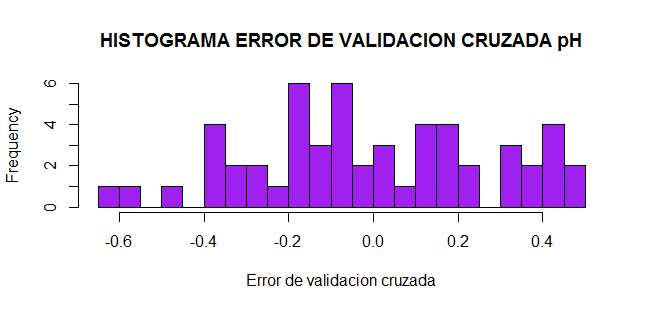 HISTOGRAMA ERROR DE VALIDACION CRUZADA pH
Frequency
6
4
2
0
-0.6 -0.4 -0.2 0.0 0.2 0.4
Error de validacion cruzada